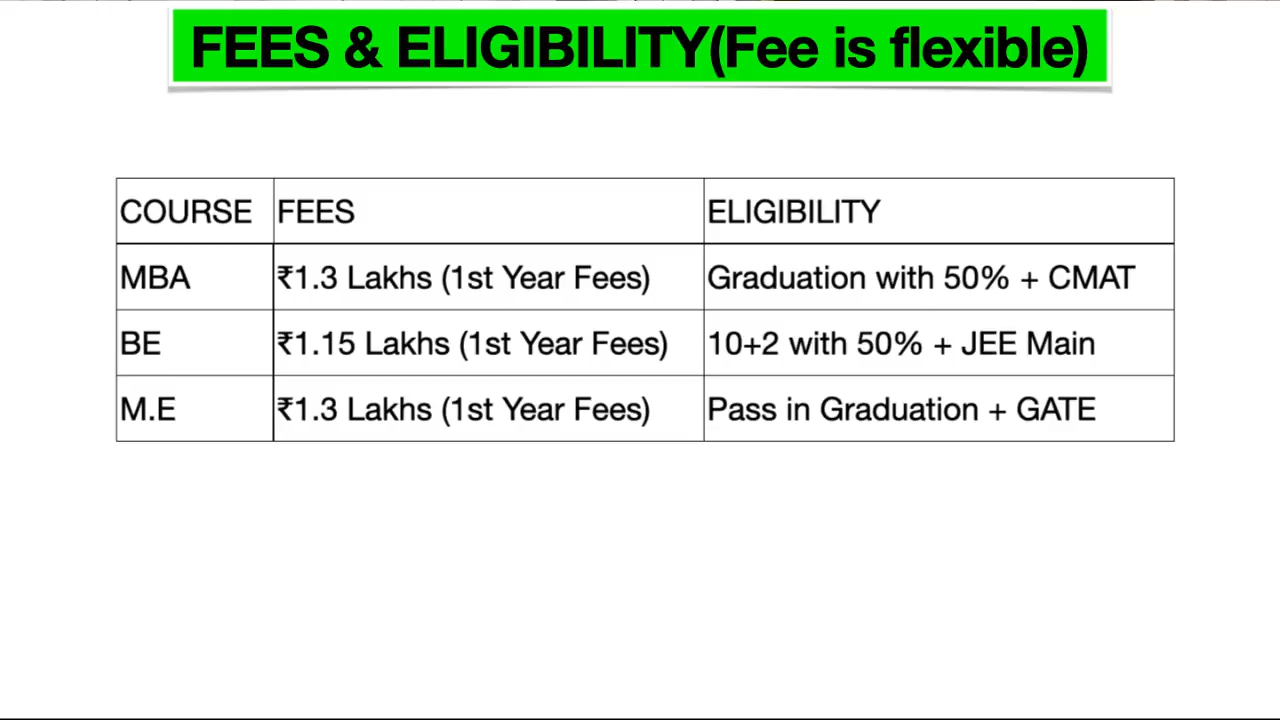 FEES & ELIGIBILITY(Fee is flexible)
COURSE FEES ELIGIBILITY
MBA ₹1.3 Lakhs (1st Year Fees) Graduation with 50% + CMAT
BE ₹1.15 Lakhs (1st Year Fees) 10+2 with 50% + JEE Main
M.E ₹1.3 Lakhs (1st Year Fees) Pass in Graduation + GATE